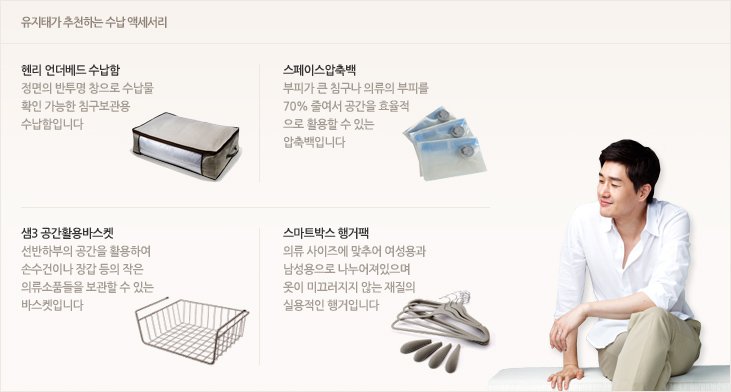 유지태가 추천하는 수납 액세서리
헨리 언더베드 수납함
정면의 반투명 창으로 수납물
확인 가능한 침구보관용
수납함입니다
스페이스압축백
부피가 큰 침구나 의류의 부피를
70% 줄여서 공간을 효율적
으로 활용할 수 있는
압축백입니다
샘3 공간활용바스켓
선반하부의 공간을 활용하여
손수건이나 장갑 등의 작은
의류소품들을 보관할 수 있는
바스켓입니다
스마트박스 행거팩
의류 사이즈에 맞추어 여성용과
남성용으로 나누어져있으며
옷이 미끄러지지 않는 재질의
실용적인 행거입니다